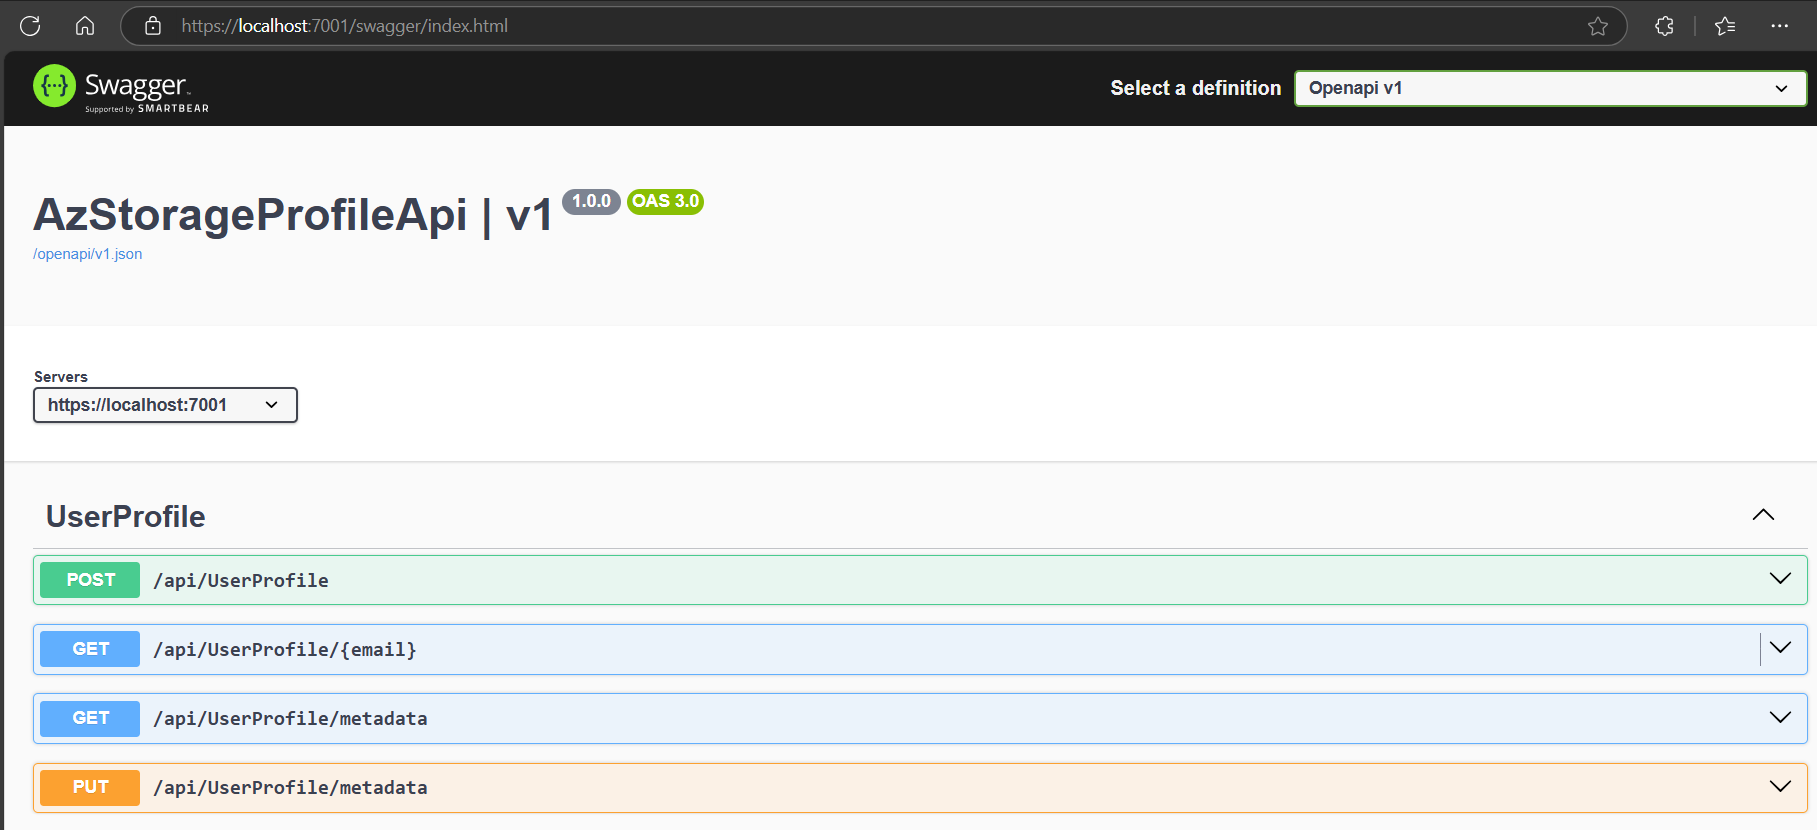 https://localhost:7001/swagger/index.html
{···} Swagger™
Supported by SMARTBEAR
Select a definition
Openapi v1
AzStorageProfileApi | v1 1.0.0 OAS 3.0
/openapi/v1.json
Servers
https://localhost:7001
UserProfile
POST /api/UserProfile
GET /api/UserProfile/{email}
GET /api/UserProfile/metadata
PUT /api/UserProfile/metadata